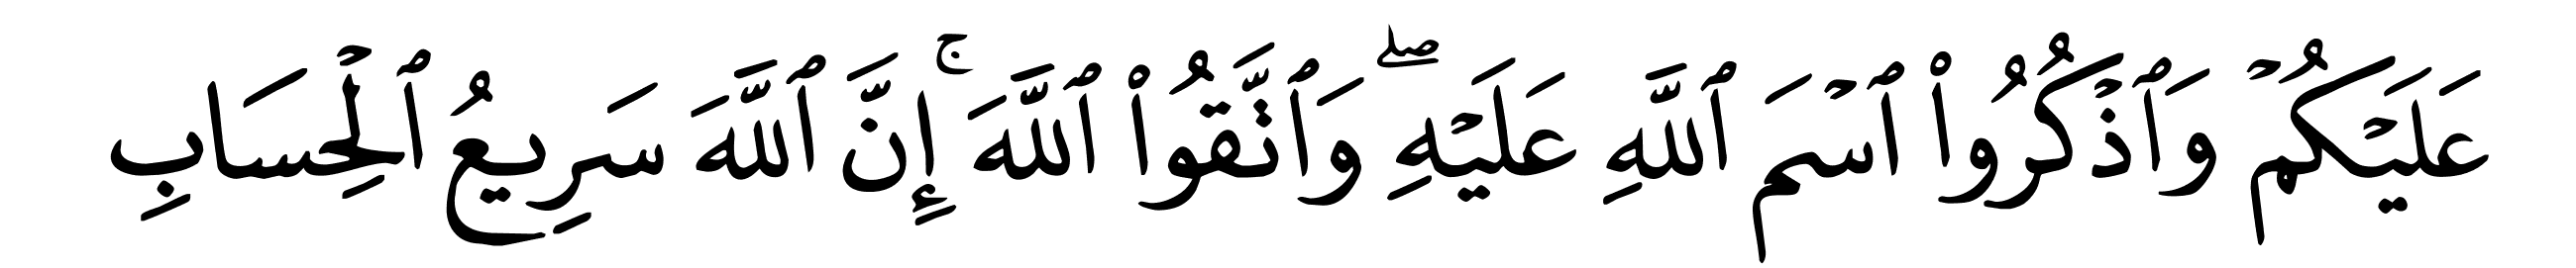 عَلَيْكُمْ وَٱذْكُرُوا۟ ٱسْمَ ٱللَّهِ عَلَيْهِ ۖ وَٱتَّقُوا۟ ٱللَّهَ ۚ إِنَّ ٱللَّهَ سَرِيعُ ٱلْحِسَابِ